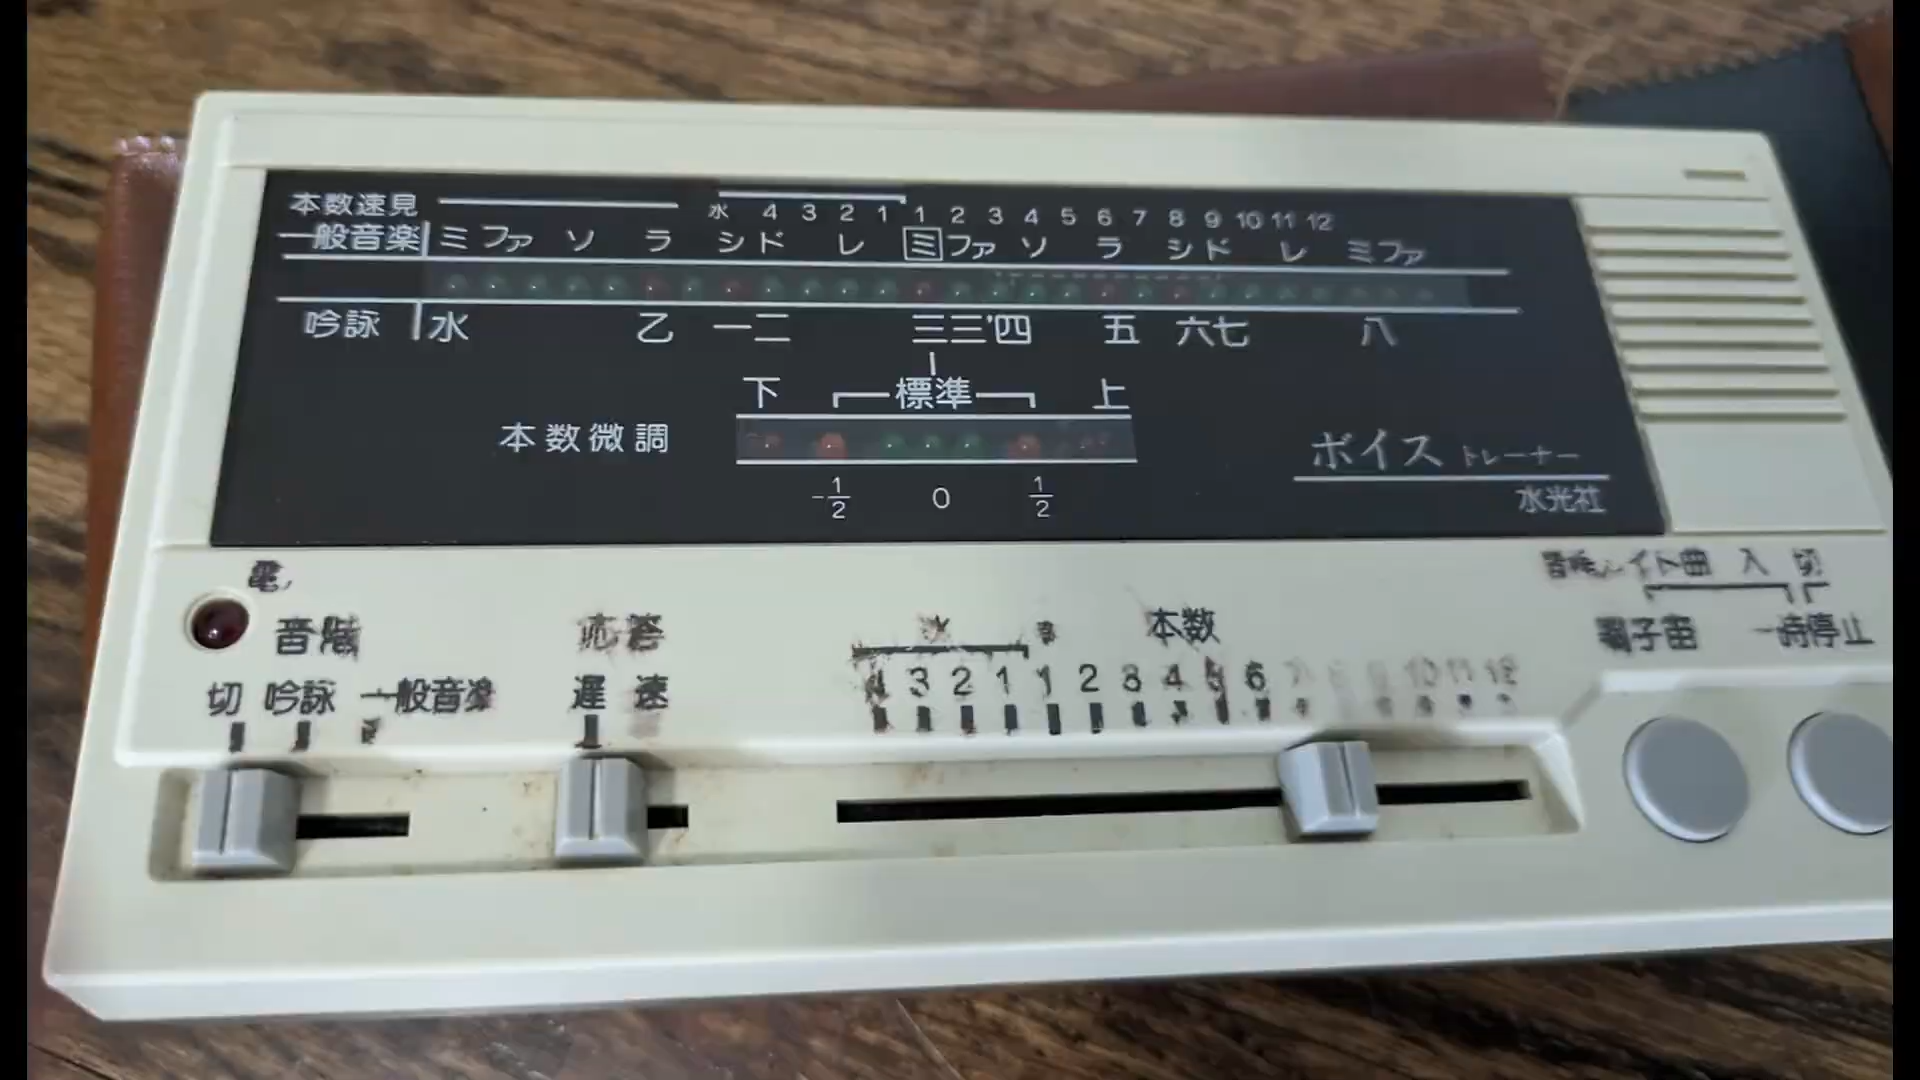 本数速見 水 4 3 2 1 1 2 3 4 5 6 7 8 9 10 11 12
一般音楽 ミ ファ ソ ラ シ ド レ ミ ファ ソ ラ シ ド レ ミ ファ
吟詠 水 乙 一 二 三 三' 四 五 六 七 八
下 標準 上
本数微調
-1/2 0 1/2
ボイス トレーナー
水光社
入 切
一時停止
音階 応答 本数
切 吟詠 一般音楽 遅 速
4 3 2 1 1 2 3 4 5 6 7 8 9 10 11 12